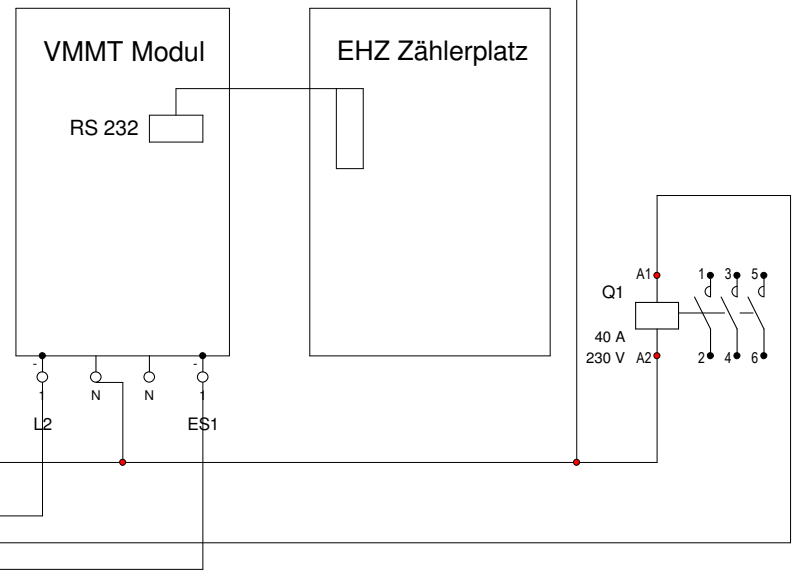 VMMT Modul
EHZ Zählerplatz
RS 232
A1 1 3 5
Q1
40 A
230 V A2 2 4 6
- -
N N
1 1
L2 ES1